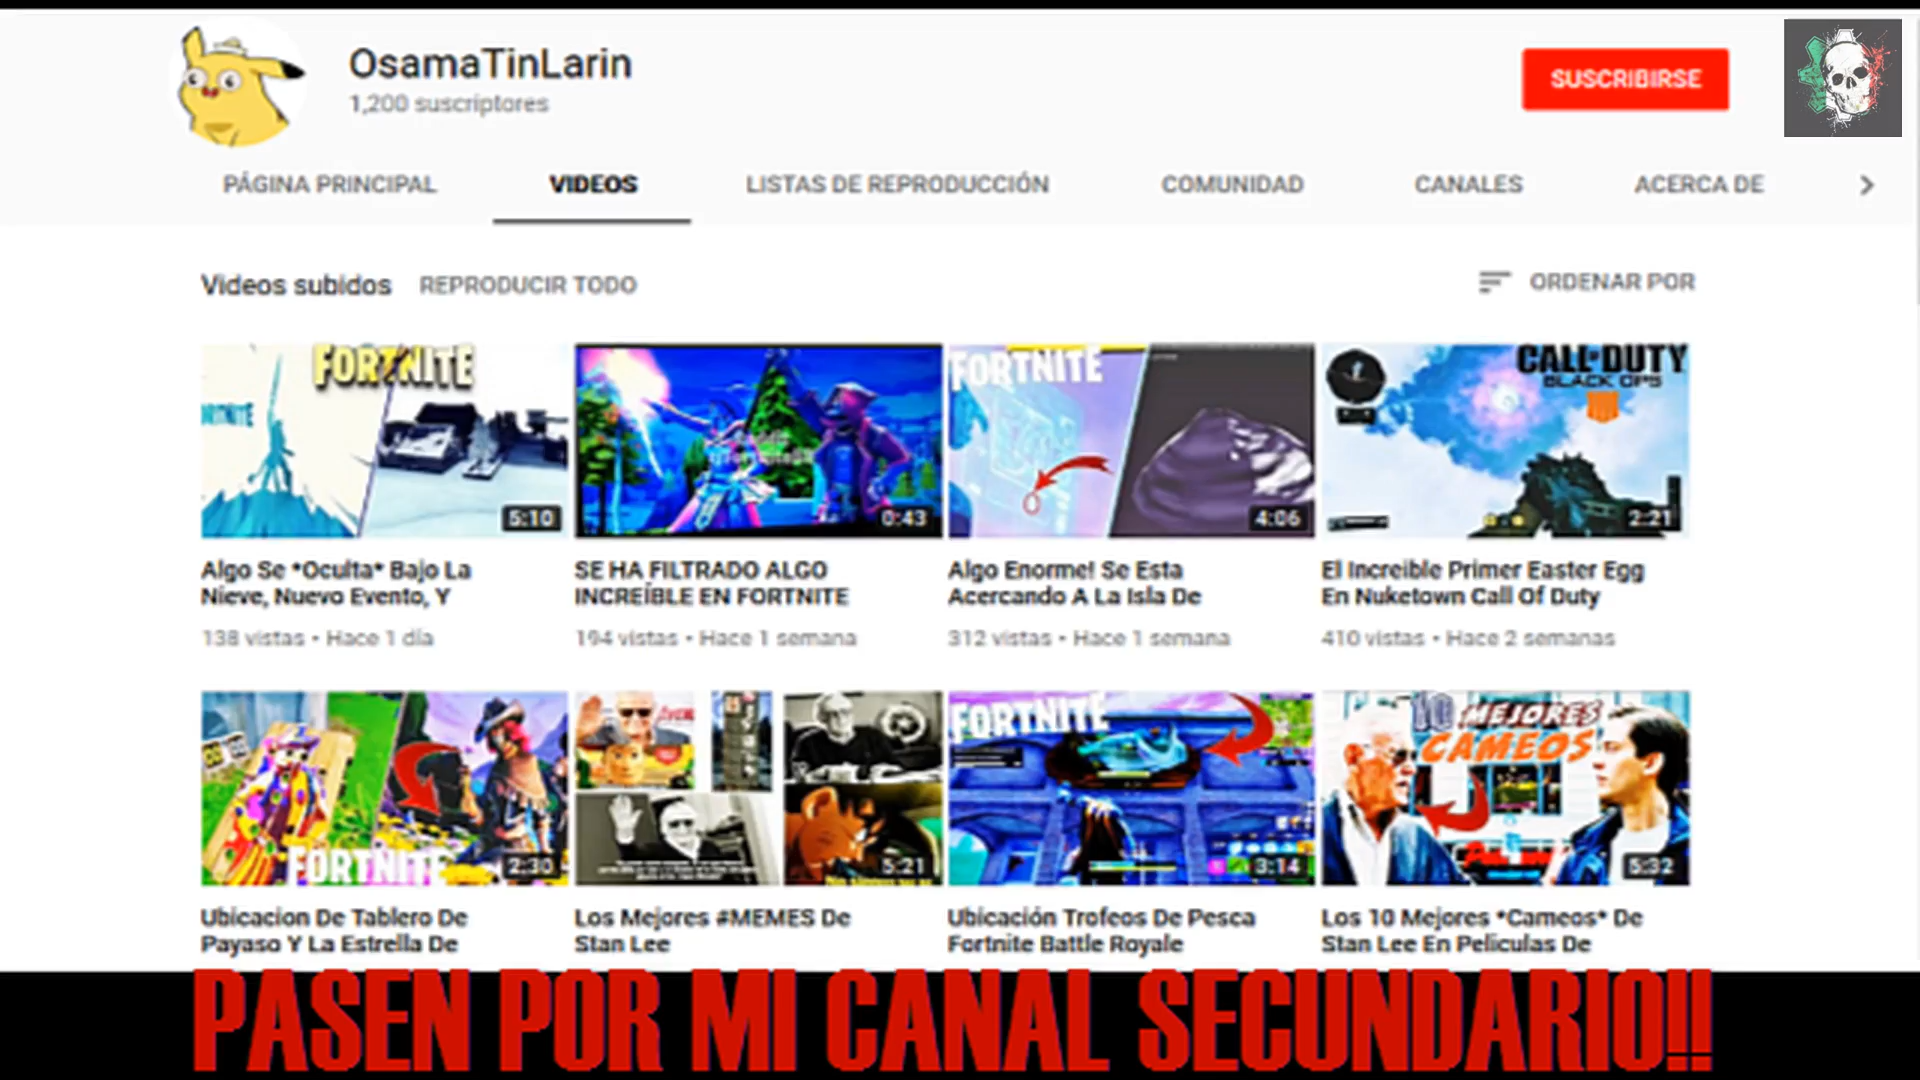 OsamaTinLarin
1,200 suscriptores
SUSCRIBIRSE
PÁGINA PRINCIPAL
VIDEOS
LISTAS DE REPRODUCCIÓN
COMUNIDAD
CANALES
ACERCA DE
Videos subidos
REPRODUCIR TODO
ORDENAR POR
FORTNITE
5:10
0:43
FORTNITE
4:06
CALL OF DUTY
BLACK OPS
2:21
Algo Se *Oculta* Bajo La
Nieve, Nuevo Evento, Y
138 vistas • Hace 1 día
SE HA FILTRADO ALGO
INCREÍBLE EN FORTNITE
194 vistas • Hace 1 semana
Algo Enorme! Se Esta
Acercando A La Isla De
312 vistas • Hace 1 semana
El Increible Primer Easter Egg
En Nuketown Call Of Duty
410 vistas • Hace 2 semanas
FORTNITE
2:30
5:21
FORTNITE
3:14
10 MEJORES
CAMEOS
5:32
Ubicacion De Tablero De
Payaso Y La Estrella De
Los Mejores #MEMES De
Stan Lee
Ubicación Trofeos De Pesca
Fortnite Battle Royale
Los 10 Mejores *Cameos* De
Stan Lee En Peliculas De
PASEN POR MI CANAL SECUNDARIO!!